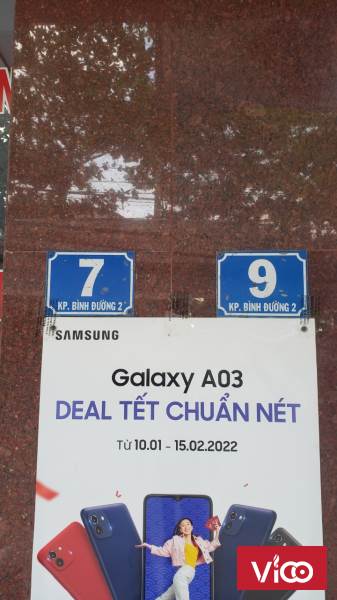 7
KP. BÌNH ĐƯỜNG 2
9
KP. BÌNH ĐƯỜNG 2
SAMSUNG
Galaxy A03
DEAL TẾT CHUẨN NÉT
Từ 10.01 - 15.02.2022
Vioo